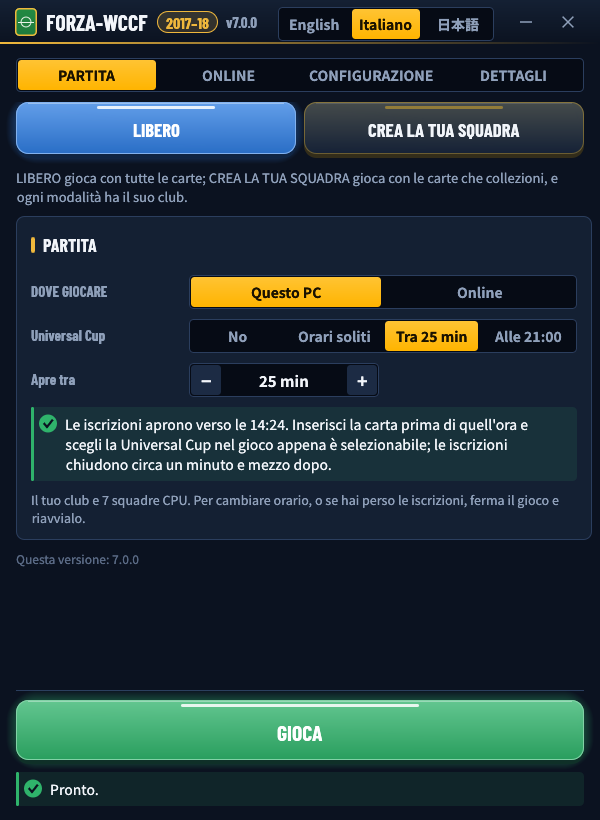 FORZA-WCCF 2017-18 v7.0.0 English Italiano 日本語
PARTITA ONLINE CONFIGURAZIONE DETTAGLI
LIBERO CREA LA TUA SQUADRA
LIBERO gioca con tutte le carte; CREA LA TUA SQUADRA gioca con le carte che collezioni, e
ogni modalità ha il suo club.
PARTITA
DOVE GIOCARE Questo PC Online
Universal Cup No Orari soliti Tra 25 min Alle 21:00
Apre tra − 25 min +
Le iscrizioni aprono verso le 14:24. Inserisci la carta prima di quell'ora e
scegli la Universal Cup nel gioco appena è selezionabile; le iscrizioni
chiudono circa un minuto e mezzo dopo.
Il tuo club e 7 squadre CPU. Per cambiare orario, o se hai perso le iscrizioni, ferma il gioco e
riavvialo.
Questa versione: 7.0.0
GIOCA
Pronto.